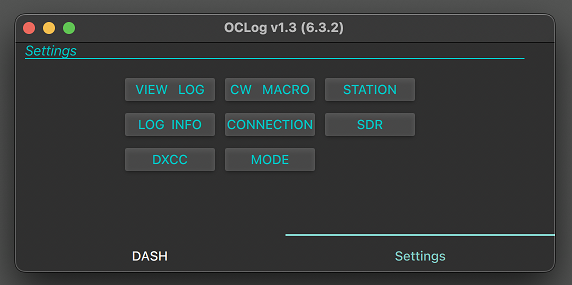 OCLog v1.3 (6.3.2)
Settings
VIEW LOG CW MACRO STATION
LOG INFO CONNECTION SDR
DXCC MODE
DASH Settings